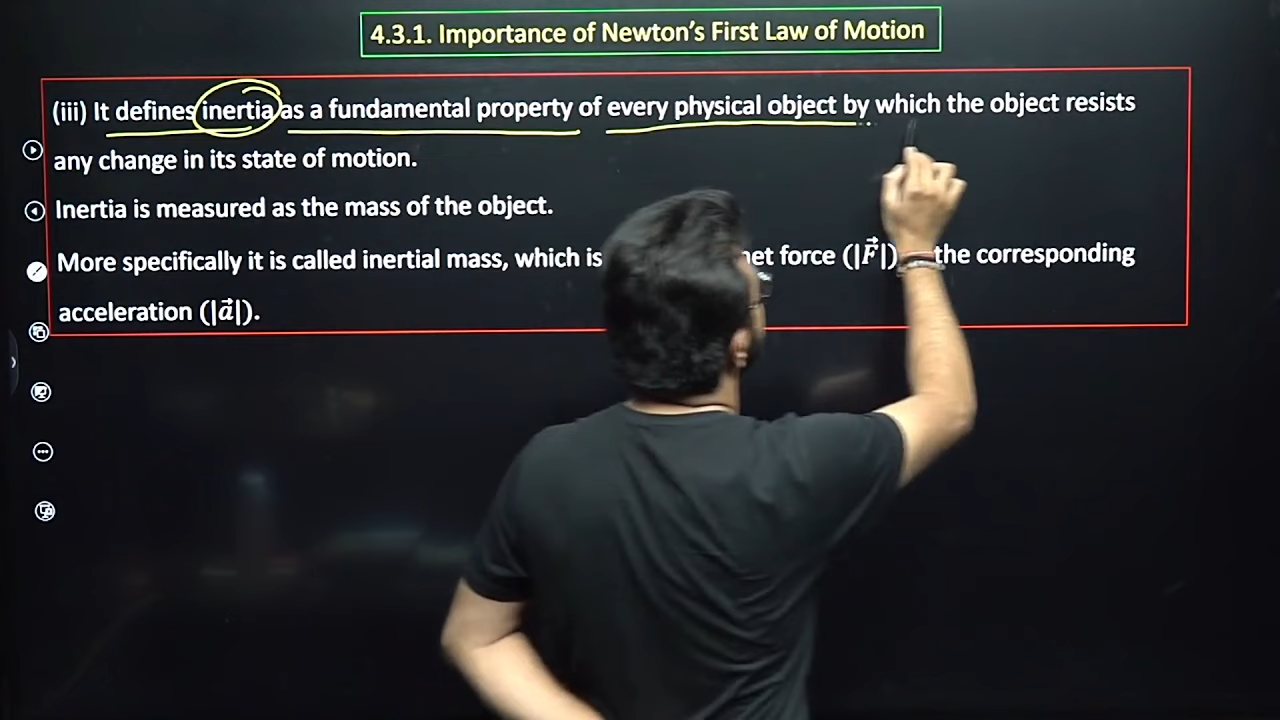 4.3.1. Importance of Newton's First Law of Motion
(iii) It defines inertia as a fundamental property of every physical object by which the object resists
any change in its state of motion.
Inertia is measured as the mass of the object.
More specifically it is called inertial mass, which is net force (|F⃗|) the corresponding
acceleration (|a⃗|).